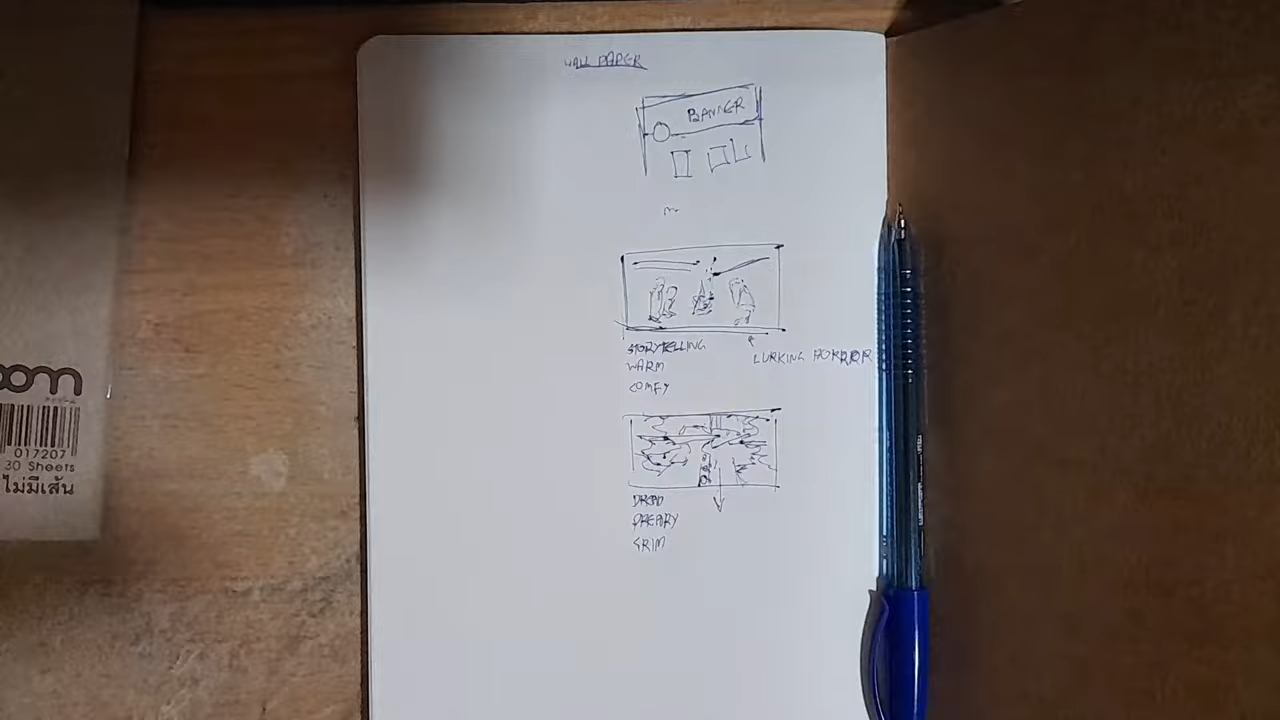 WALL PAPER
BANNER
STORYTELLING
WARM
COMFY
LURKING HORROR
DREAD
DREARY
GRIM
oom
017207
30 Sheets
ไม่มีเส้น